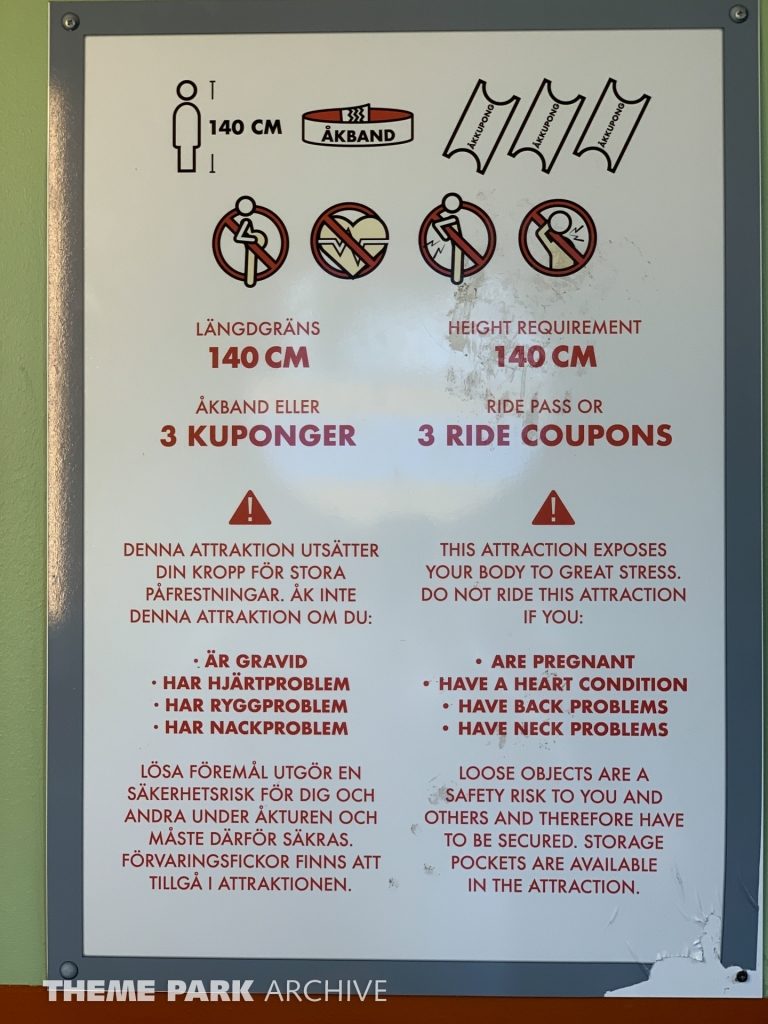 140 CM
ÅKBAND
ÅKKUPONG
ÅKKUPONG
ÅKKUPONG
LÄNGDGRÄNS
140 CM
ÅKBAND ELLER
3 KUPONGER
DENNA ATTRAKTION UTSÄTTER
DIN KROPP FÖR STORA
PÅFRESTNINGAR. ÅK INTE
DENNA ATTRAKTION OM DU:
• ÄR GRAVID
• HAR HJÄRTPROBLEM
• HAR RYGGPROBLEM
• HAR NACKPROBLEM
LÖSA FÖREMÅL UTGÖR EN
SÄKERHETSRISK FÖR DIG OCH
ANDRA UNDER ÅKTUREN OCH
MÅSTE DÄRFÖR SÄKRAS.
FÖRVARINGSFICKOR FINNS ATT
TILLGÅ I ATTRAKTIONEN.
HEIGHT REQUIREMENT
140 CM
RIDE PASS OR
3 RIDE COUPONS
THIS ATTRACTION EXPOSES
YOUR BODY TO GREAT STRESS.
DO NOT RIDE THIS ATTRACTION
IF YOU:
• ARE PREGNANT
• HAVE A HEART CONDITION
• HAVE BACK PROBLEMS
• HAVE NECK PROBLEMS
LOOSE OBJECTS ARE A
SAFETY RISK TO YOU AND
OTHERS AND THEREFORE HAVE
TO BE SECURED. STORAGE
POCKETS ARE AVAILABLE
IN THE ATTRACTION.
THEME PARK ARCHIVE